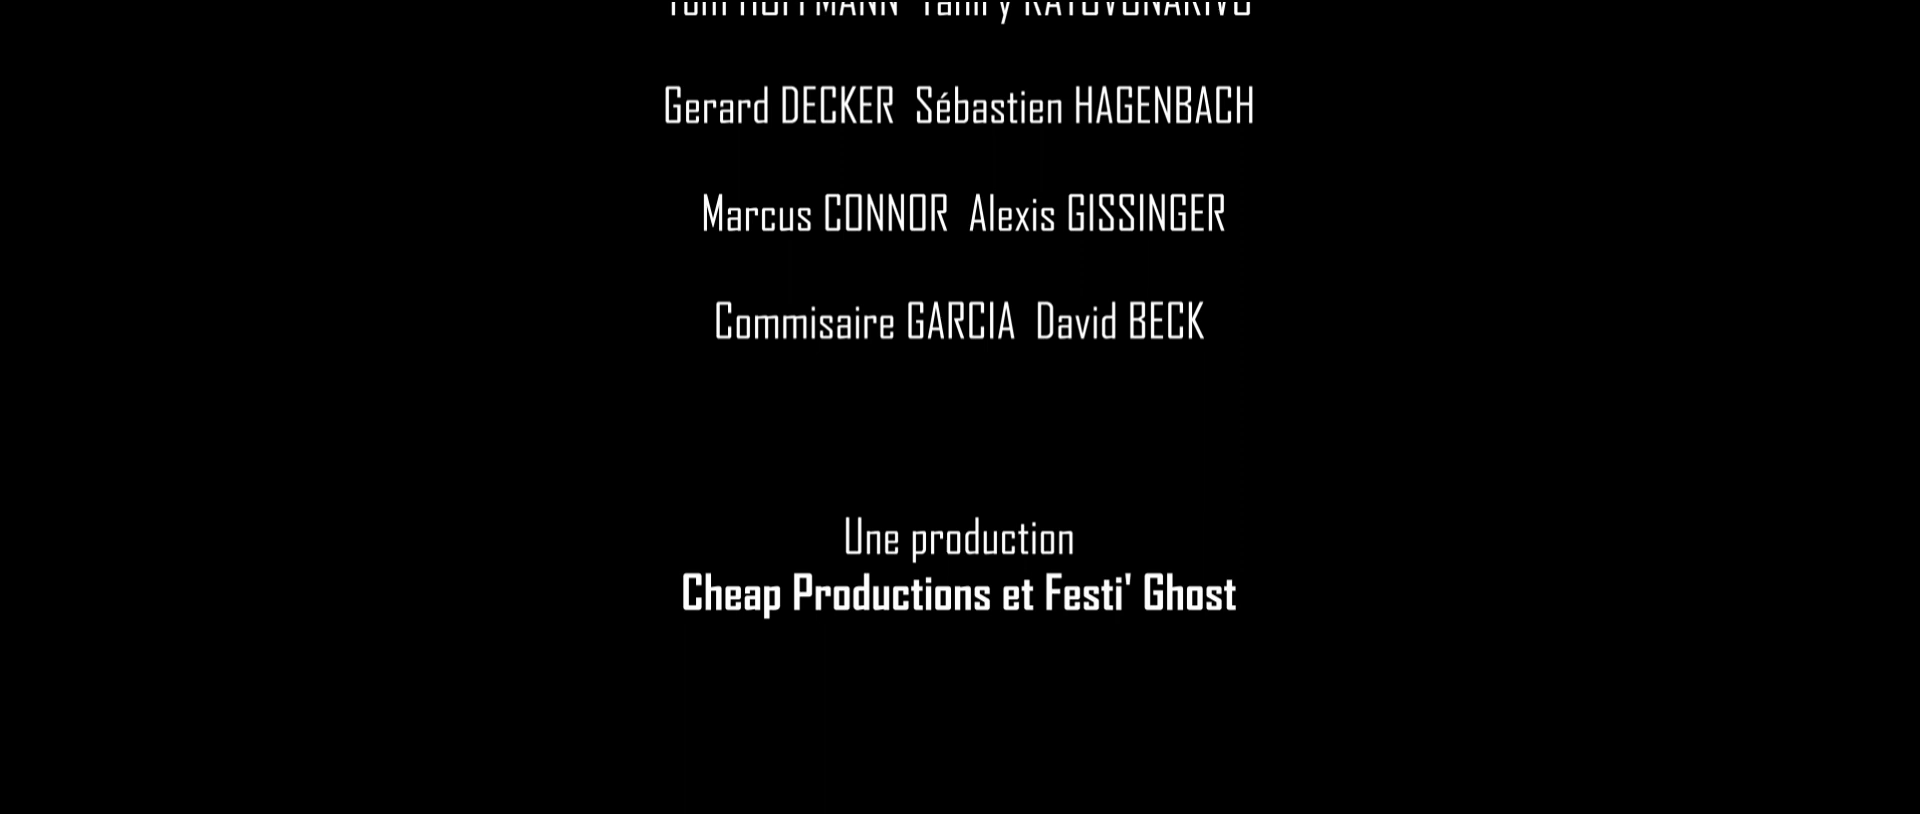 HOFFMANN
Gerard DECKER Sébastien HAGENBACH
Marcus CONNOR Alexis GISSINGER
Commisaire GARCIA David BECK
Une production
Cheap Productions et Festi' Ghost